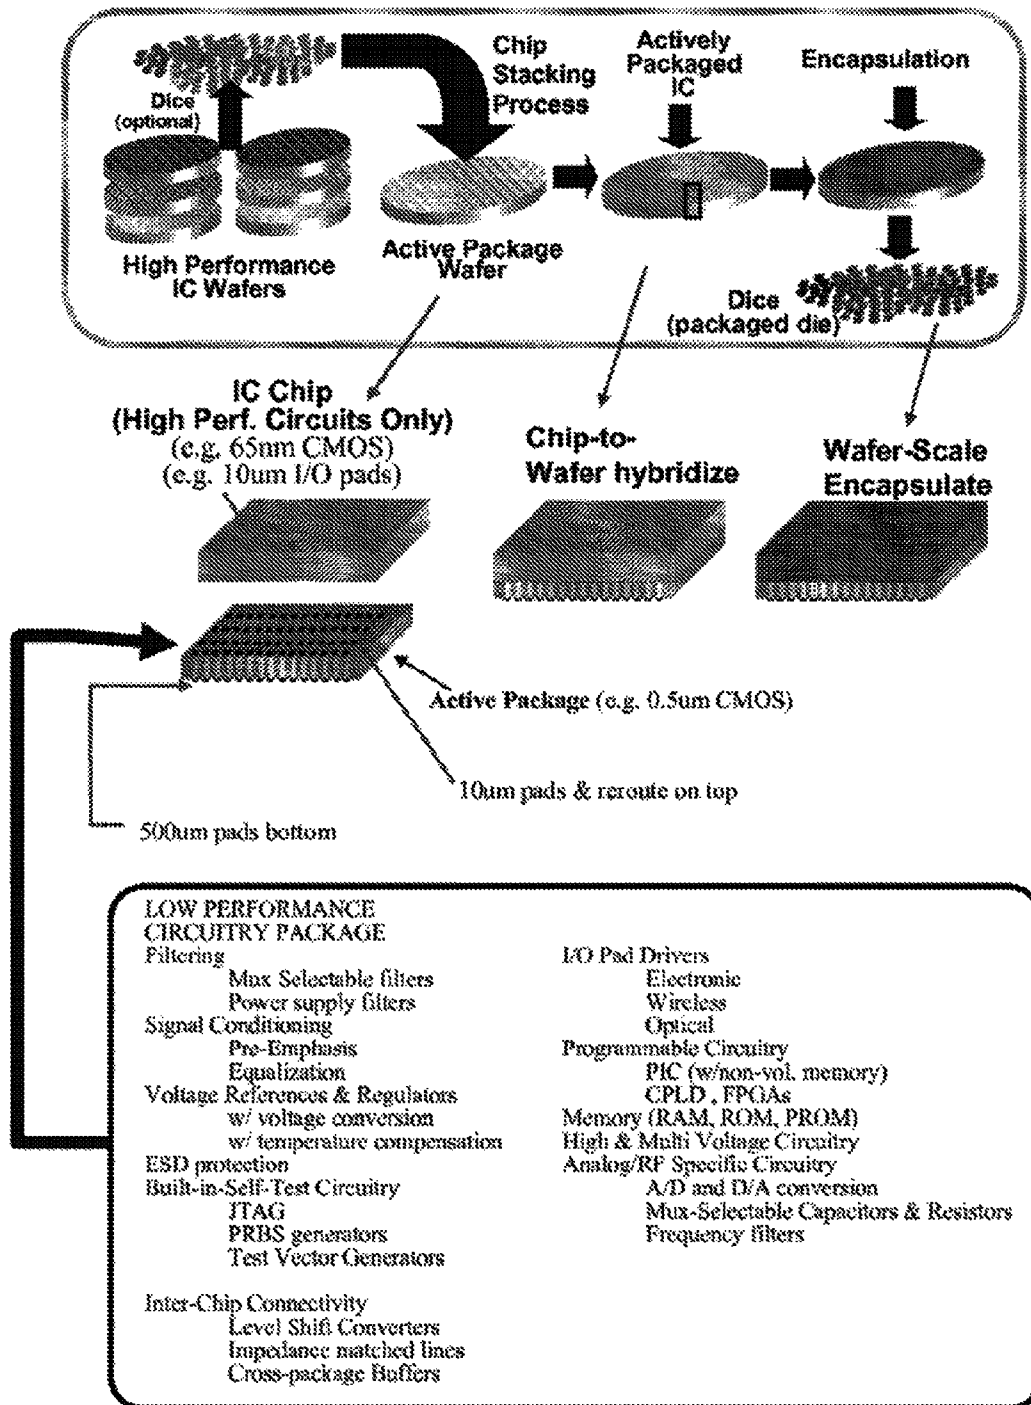 Dice
(optional)
High Performance
IC Wafers
Chip
Stacking
Process
Active Package
Wafer
Actively
Packaged
IC
Encapsulation
Dice
(packaged die)
IC Chip
(High Perf. Circuits Only)
(e.g. 65nm CMOS)
(e.g. 10um I/O pads)
Chip-to-
Wafer hybridize
Wafer-Scale
Encapsulate
Active Package (e.g. 0.5um CMOS)
10um pads & reroute on top
500um pads bottom
LOW PERFORMANCE
CIRCUITRY PACKAGE
Filtering
Mux Selectable filters
Power supply filters
Signal Conditioning
Pre-Emphasis
Equalization
Voltage References & Regulators
w/ voltage conversion
w/ temperature compensation
ESD protection
Built-in-Self-Test Circuitry
JTAG
PRBS generators
Test Vector Generators
Inter-Chip Connectivity
Level Shift Converters
Impedance matched lines
Cross-package Buffers
I/O Pad Drivers
Electronic
Wireless
Optical
Programmable Circuitry
PIC (w/non-vol. memory)
CPLD , FPGAs
Memory (RAM, ROM, PROM)
High & Multi Voltage Circuitry
Analog/RF Specific Circuitry
A/D and D/A conversion
Mux-Selectable Capacitors & Resistors
Frequency filters